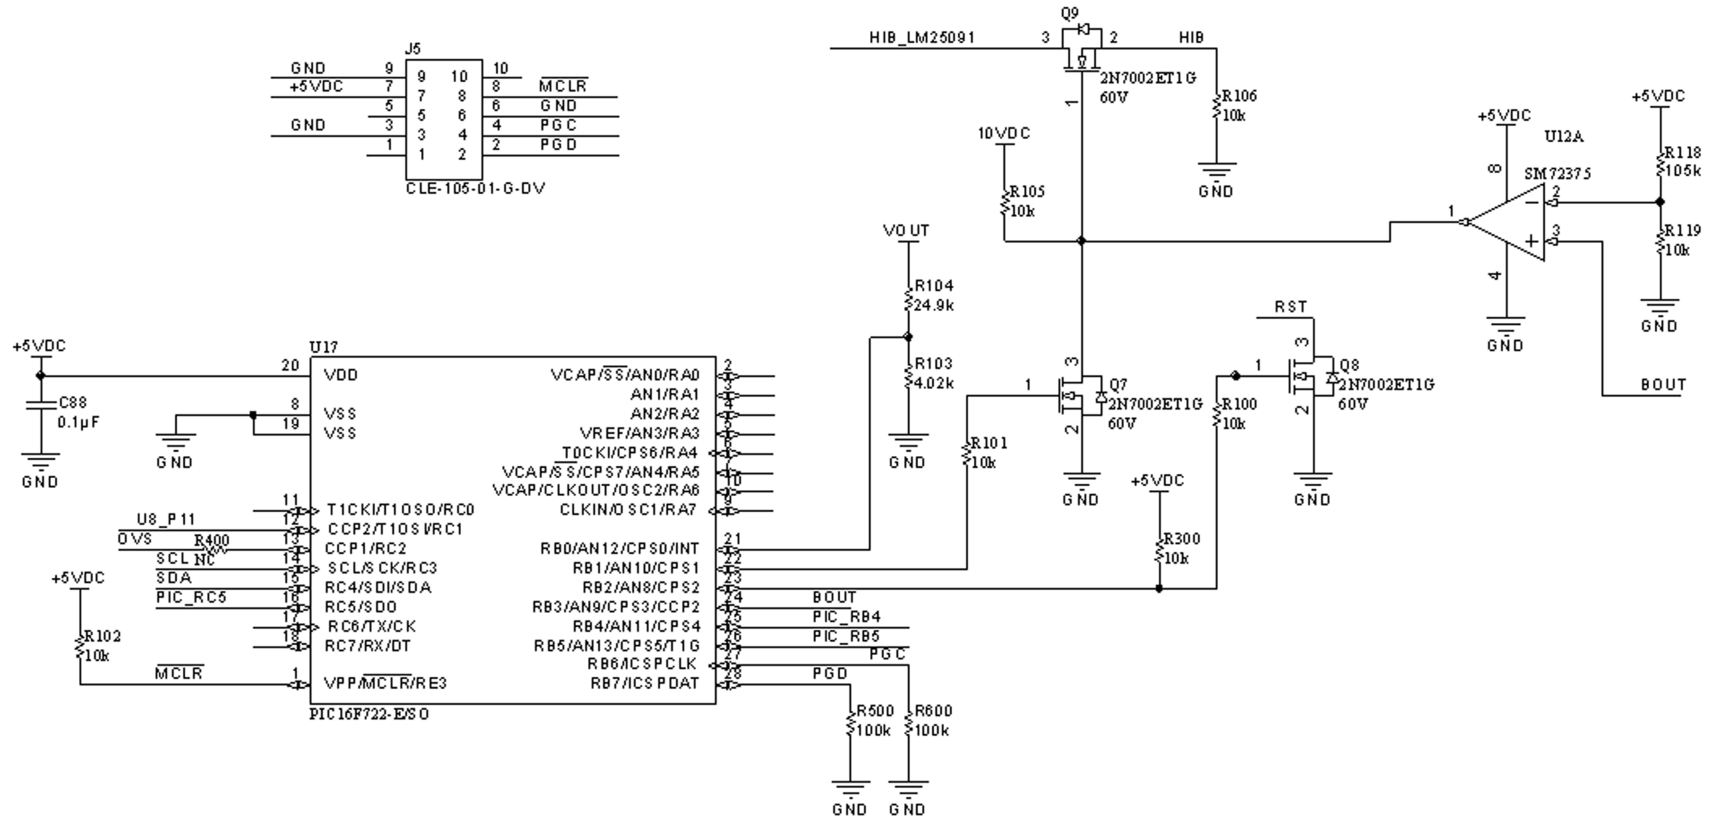 J5
GND 9 9 10 10
+5VDC 7 7 8 8 MCLR
5 5 6 6 GND
GND 3 3 4 4 PGC
1 1 2 2 PGD
CLE-105-01-G-DV
Q9
HIB_LM25091 3 2 HIB
2N7002ET1G
60V
1
R106
10k
GND
10VDC
R105
10k
+5VDC
U12A
8
SM72375
1
2
3
4
GND
+5VDC
R118
105k
R119
10k
GND
BOUT
VOUT
R104
24.9k
R103
4.02k
GND
3
1
Q7
2N7002ET1G
60V
2
GND
R101
10k
RST
3
1
Q8
2N7002ET1G
60V
2
GND
R100
10k
+5VDC
R300
10k
+5VDC
C88
0.1µF
GND
GND
U17
20 VDD
8 VSS
19 VSS
11 T1CKI/T1OSO/RC0
U8_P11 12 CCP2/T1OSI/RC1
OVS R400 13 CCP1/RC2
SCL NC 14 SCL/SCK/RC3
SDA 15 RC4/SDI/SDA
PIC_RC5 16 RC5/SDO
17 RC6/TX/CK
18 RC7/RX/DT
+5VDC
R102
10k
MCLR 1 VPP/MCLR/RE3
VCAP/SS/AN0/RA0 2
AN1/RA1 3
AN2/RA2 4
VREF/AN3/RA3 5
T0CKI/CPS6/RA4 6
VCAP/SS/CPS7/AN4/RA5 7
VCAP/CLKOUT/OSC2/RA6 10
CLKIN/OSC1/RA7 9
RB0/AN12/CPS0/INT 21
RB1/AN10/CPS1 22
RB2/AN8/CPS2 23
RB3/AN9/CPS3/CCP2 24 BOUT
RB4/AN11/CPS4 25 PIC_RB4
RB5/AN13/CPS5/T1G 26 PIC_RB5
RB6/ICSPCLK 27 PGC
RB7/ICSPDAT 28 PGD
PIC16F722-E/SO
R500
100k
R600
100k
GND
GND